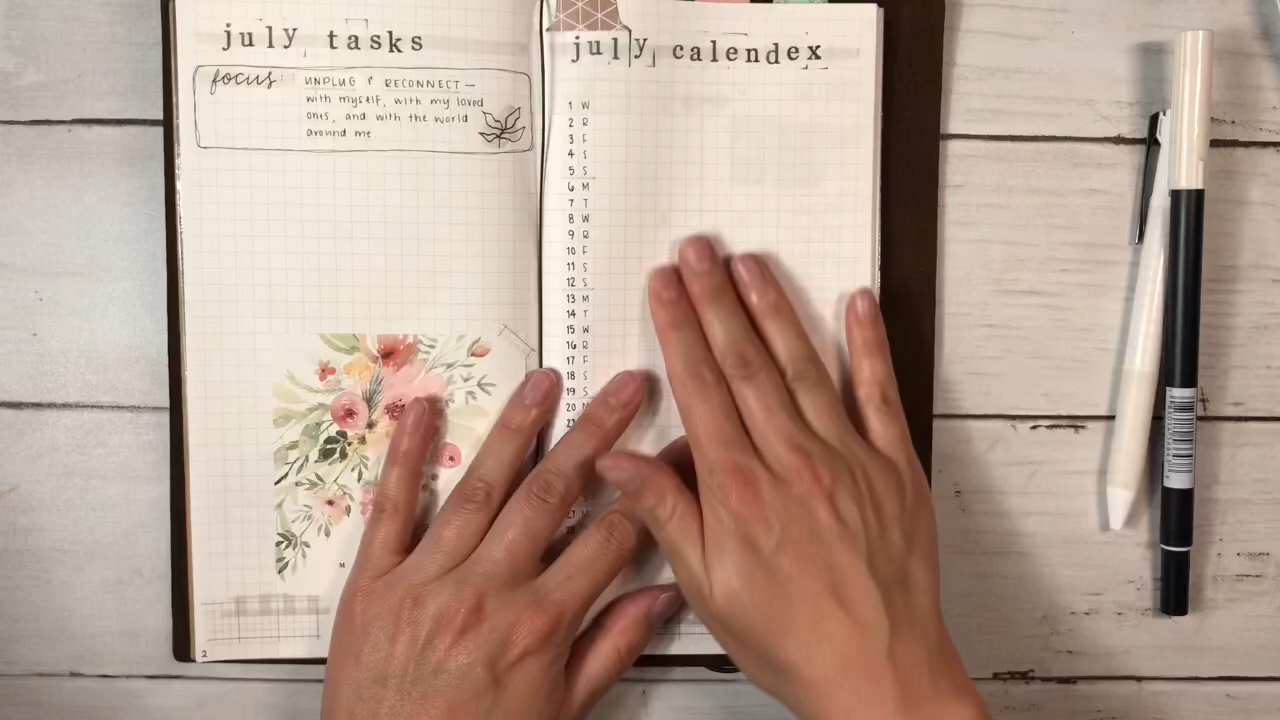 july tasks
focus: UNPLUG & RECONNECT —
with myself, with my loved
ones, and with the world
around me.
M
2
july calendex
1 W
2 R
3 F
4 S
5 S
6 M
7 T
8 W
9 R
10 F
11 S
12 S
13 M
14 T
15 W
16 R
17 F
18 S
19 S
20 M
27